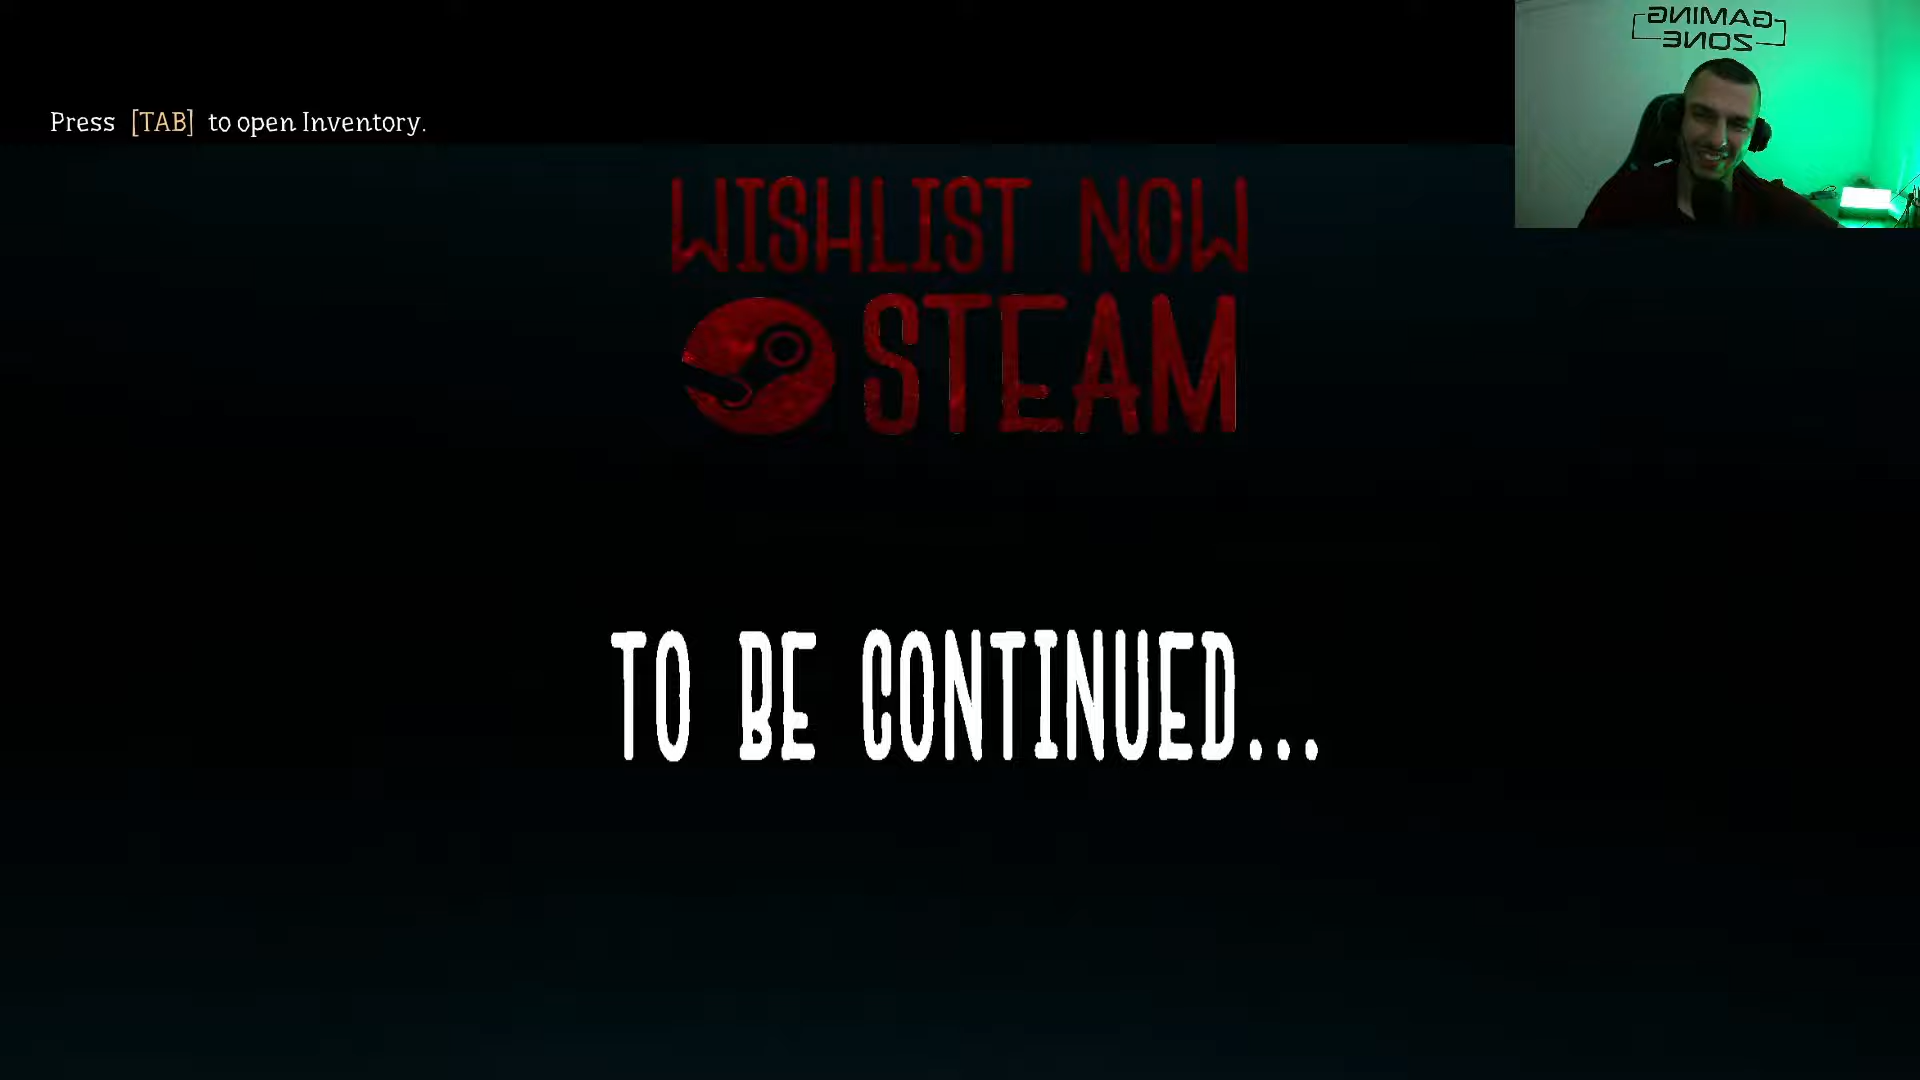 GAMING
ZONE
Press [TAB] to open Inventory.
WISHLIST NOW
STEAM
TO BE CONTINUED...